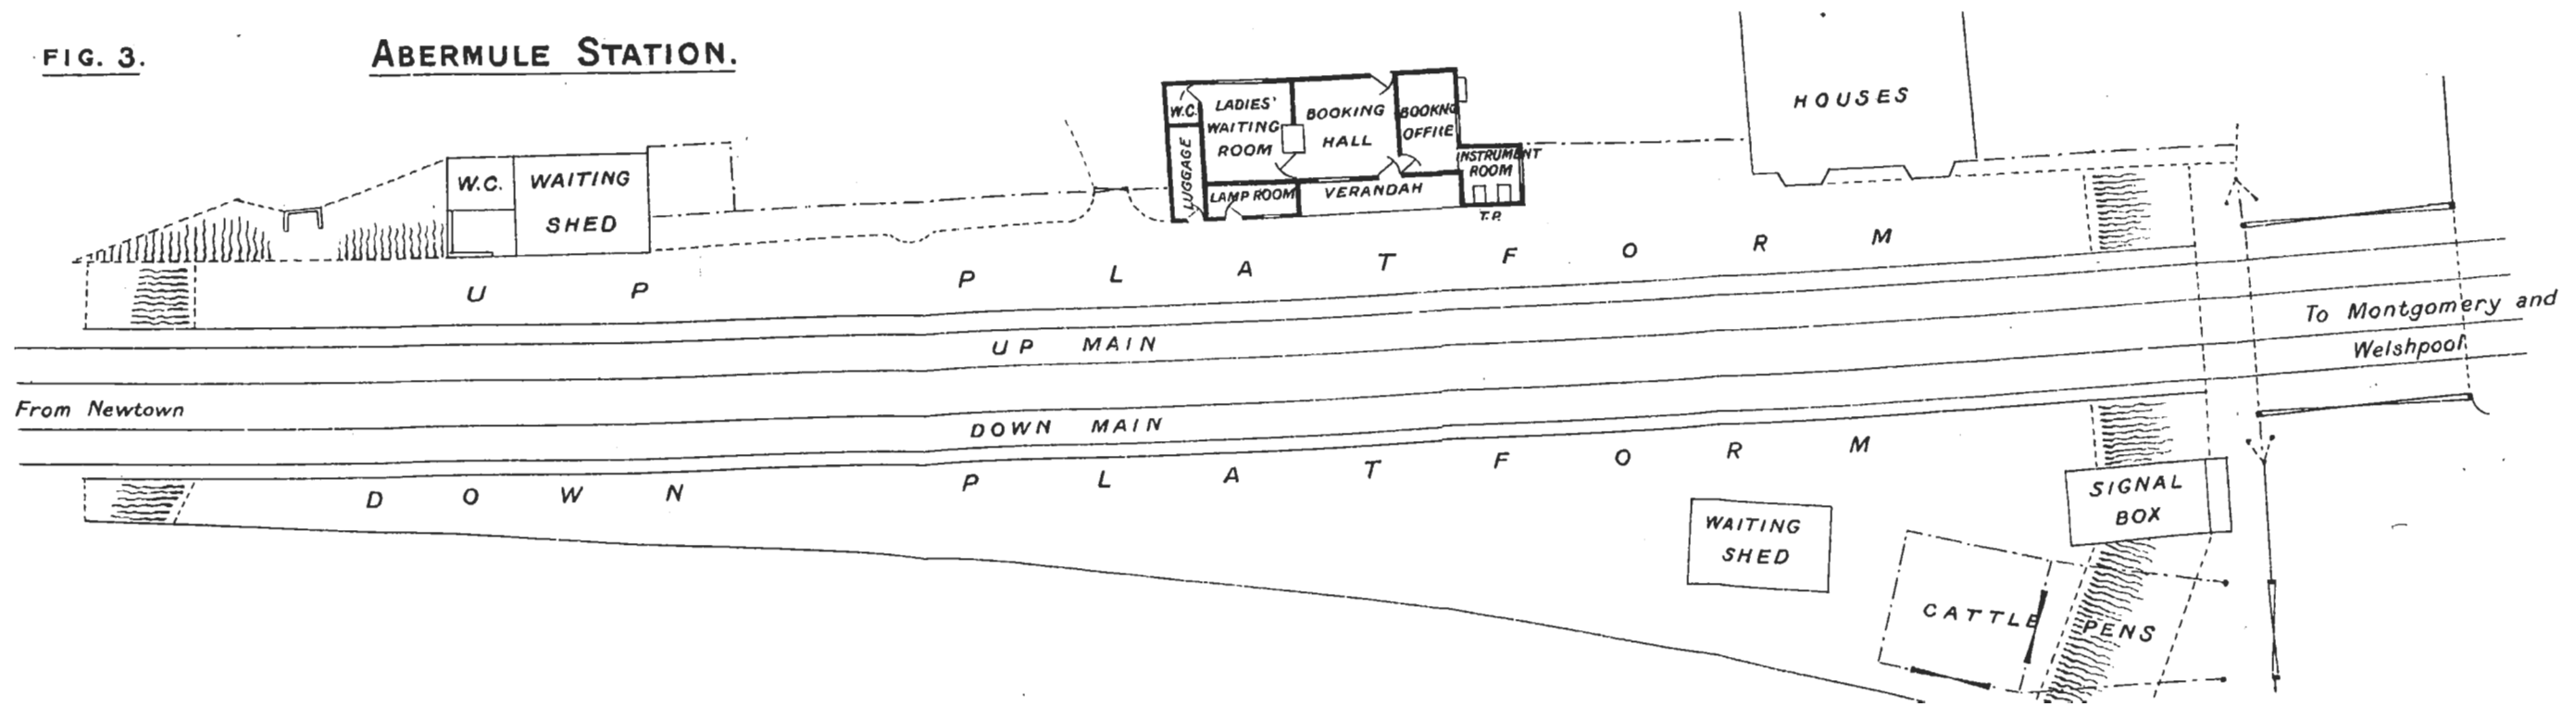 FIG. 3.
ABERMULE STATION.
W.C.
WAITING
SHED
W.C.
LUGGAGE
LADIES'
WAITING
ROOM
LAMP ROOM
BOOKING
HALL
VERANDAH
BOOKNG
OFFICE
INSTRUMENT
ROOM
T.P.
HOUSES
UP PLATFORM
UP MAIN
To Montgomery and
Welshpool
From Newtown
DOWN MAIN
DOWN PLATFORM
WAITING
SHED
SIGNAL
BOX
CATTLE PENS